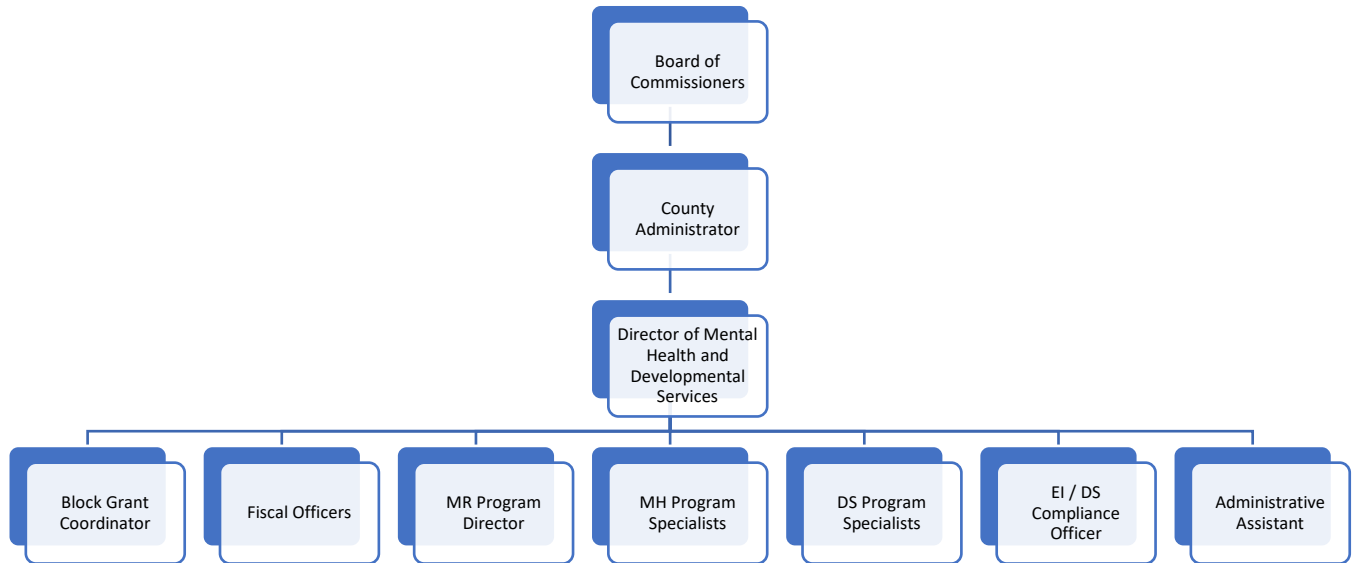 Board of
Commissioners
County
Administrator
Director of Mental
Health and
Developmental
Services
Block Grant
Coordinator
Fiscal Officers
MR Program
Director
MH Program
Specialists
DS Program
Specialists
EI / DS
Compliance
Officer
Administrative
Assistant